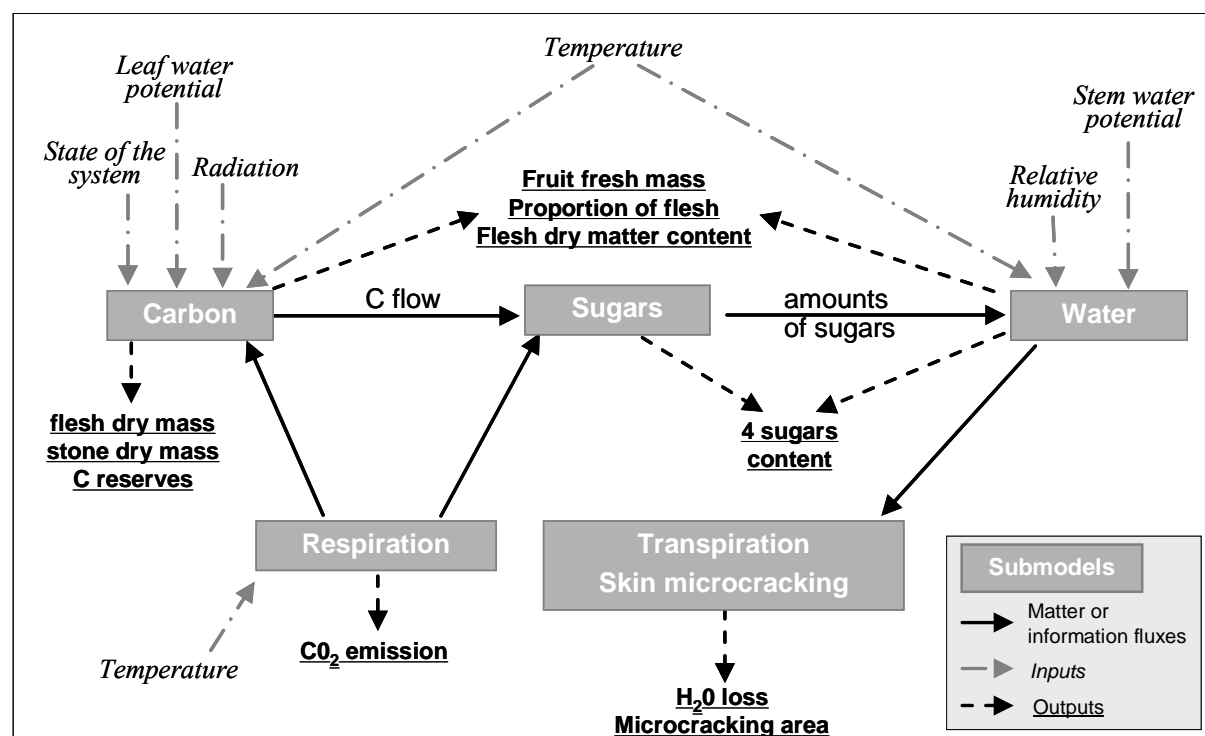 Temperature
Leaf water
potential
Stem water
potential
State of the
system
Radiation
Relative
humidity
Fruit fresh mass
Proportion of flesh
Flesh dry matter content
Carbon
C flow
Sugars
amounts
of sugars
Water
flesh dry mass
stone dry mass
C reserves
4 sugars
content
Respiration
Transpiration
Skin microcracking
Temperature
C0₂ emission
H₂0 loss
Microcracking area
Submodels
Matter or
information fluxes
Inputs
Outputs